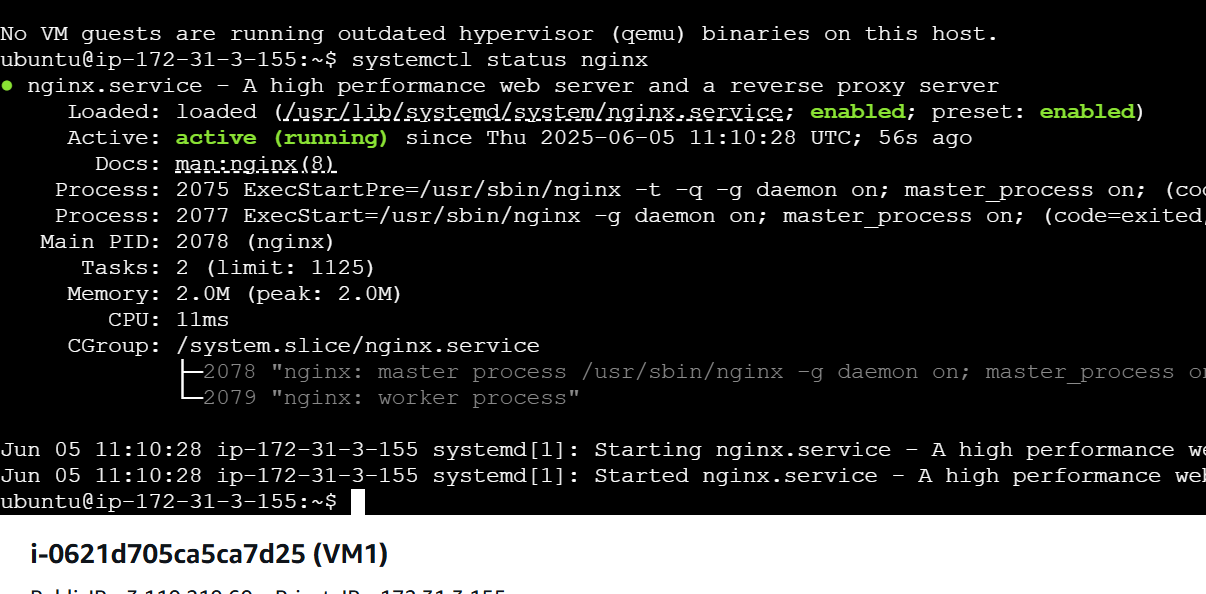 No VM guests are running outdated hypervisor (qemu) binaries on this host.
ubuntu@ip-172-31-3-155:~$ systemctl status nginx
● nginx.service - A high performance web server and a reverse proxy server
Loaded: loaded (/usr/lib/systemd/system/nginx.service; enabled; preset: enabled)
Active: active (running) since Thu 2025-06-05 11:10:28 UTC; 56s ago
Docs: man:nginx(8)
Process: 2075 ExecStartPre=/usr/sbin/nginx -t -q -g daemon on; master_process on; (co
Process: 2077 ExecStart=/usr/sbin/nginx -g daemon on; master_process on; (code=exited,
Main PID: 2078 (nginx)
Tasks: 2 (limit: 1125)
Memory: 2.0M (peak: 2.0M)
CPU: 11ms
CGroup: /system.slice/nginx.service
├─2078 "nginx: master process /usr/sbin/nginx -g daemon on; master_process o
└─2079 "nginx: worker process"
Jun 05 11:10:28 ip-172-31-3-155 systemd[1]: Starting nginx.service - A high performance we
Jun 05 11:10:28 ip-172-31-3-155 systemd[1]: Started nginx.service - A high performance web
ubuntu@ip-172-31-3-155:~$
i-0621d705ca5ca7d25 (VM1)